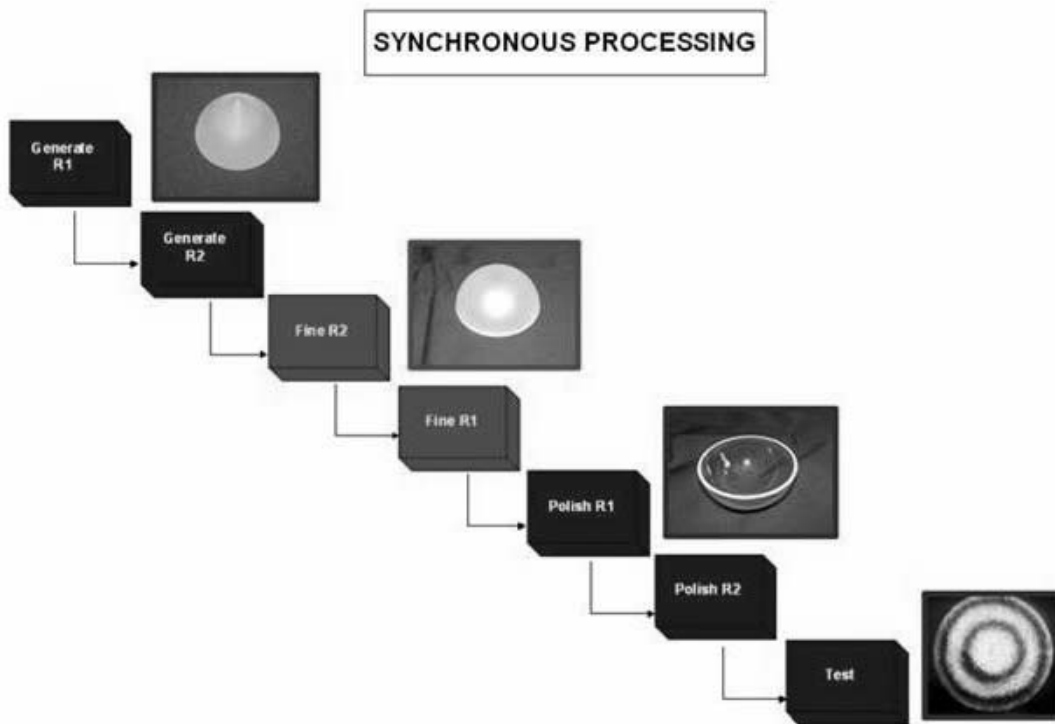 SYNCHRONOUS PROCESSING
Generate
R1
Generate
R2
Fine R2
Fine R1
Polish R1
Polish R2
Test